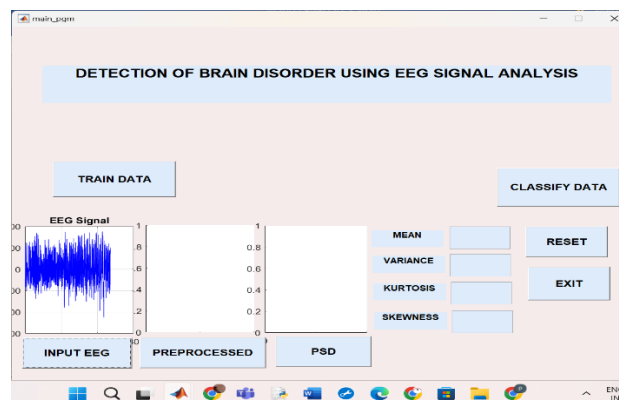 main_pgm
DETECTION OF BRAIN DISORDER USING EEG SIGNAL ANALYSIS
TRAIN DATA
CLASSIFY DATA
EEG Signal
1
0.8
0.6
0.4
0.2
0
1
0.8
0.6
0.4
0.2
0
0
MEAN
VARIANCE
KURTOSIS
SKEWNESS
RESET
EXIT
INPUT EEG
PREPROCESSED
PSD
ENG
IN